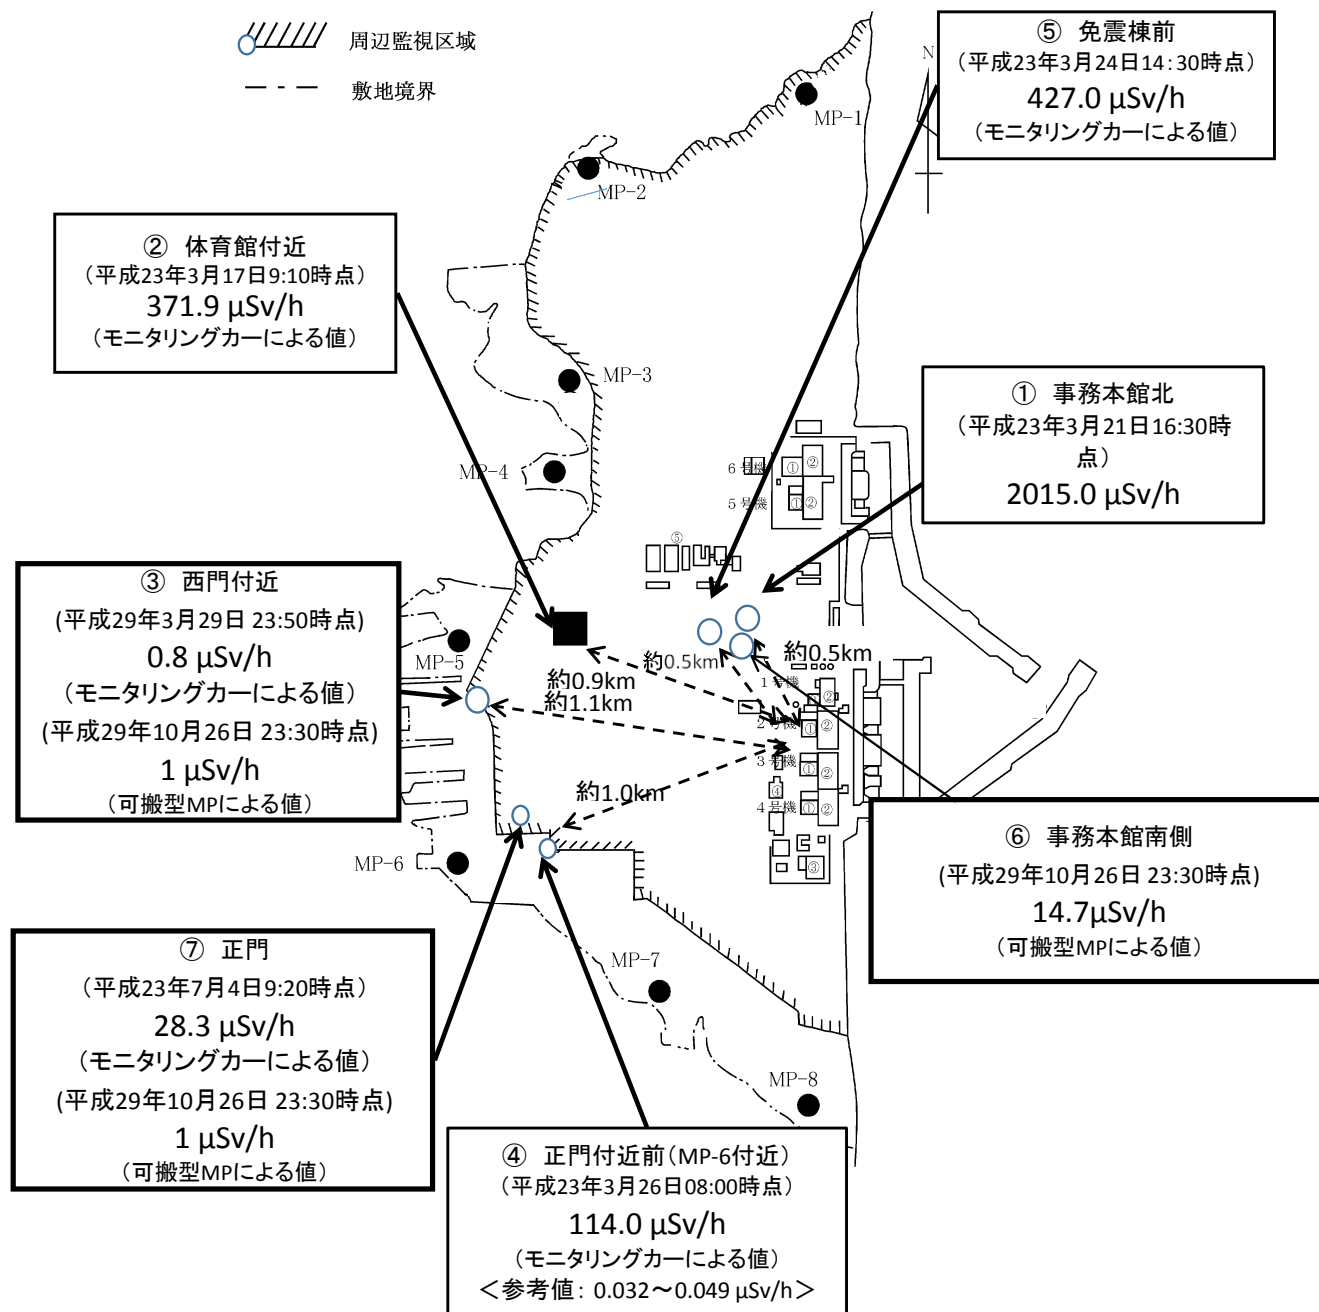 周辺監視区域
敷地境界
N
⑤ 免震棟前
（平成23年3月24日14:30時点）
427.0 μSv/h
（モニタリングカーによる値）
MP-1
MP-2
② 体育館付近
（平成23年3月17日9:10時点）
371.9 μSv/h
（モニタリングカーによる値）
MP-3
① 事務本館北
（平成23年3月21日16:30時
点）
2015.0 μSv/h
MP-4
６号機
① ②
５号機
① ②
⑤
③ 西門付近
(平成29年3月29日 23:50時点)
0.8 μSv/h
（モニタリングカーによる値）
(平成29年10月26日 23:30時点)
1 μSv/h
（可搬型MPによる値）
MP-5
約0.5km
約0.5km
約0.9km
約1.1km
１号機
②
２号機
① ②
３号機
① ②
④
４号機
① ②
③
約1.0km
MP-6
⑥ 事務本館南側
(平成29年10月26日 23:30時点)
14.7μSv/h
（可搬型MPによる値）
⑦ 正門
（平成23年7月4日9:20時点）
28.3 μSv/h
（モニタリングカーによる値）
(平成29年10月26日 23:30時点)
1 μSv/h
（可搬型MPによる値）
MP-7
MP-8
④ 正門付近前（MP-6付近）
（平成23年3月26日08:00時点）
114.0 μSv/h
（モニタリングカーによる値）
＜参考値： 0.032～0.049 μSv/h＞